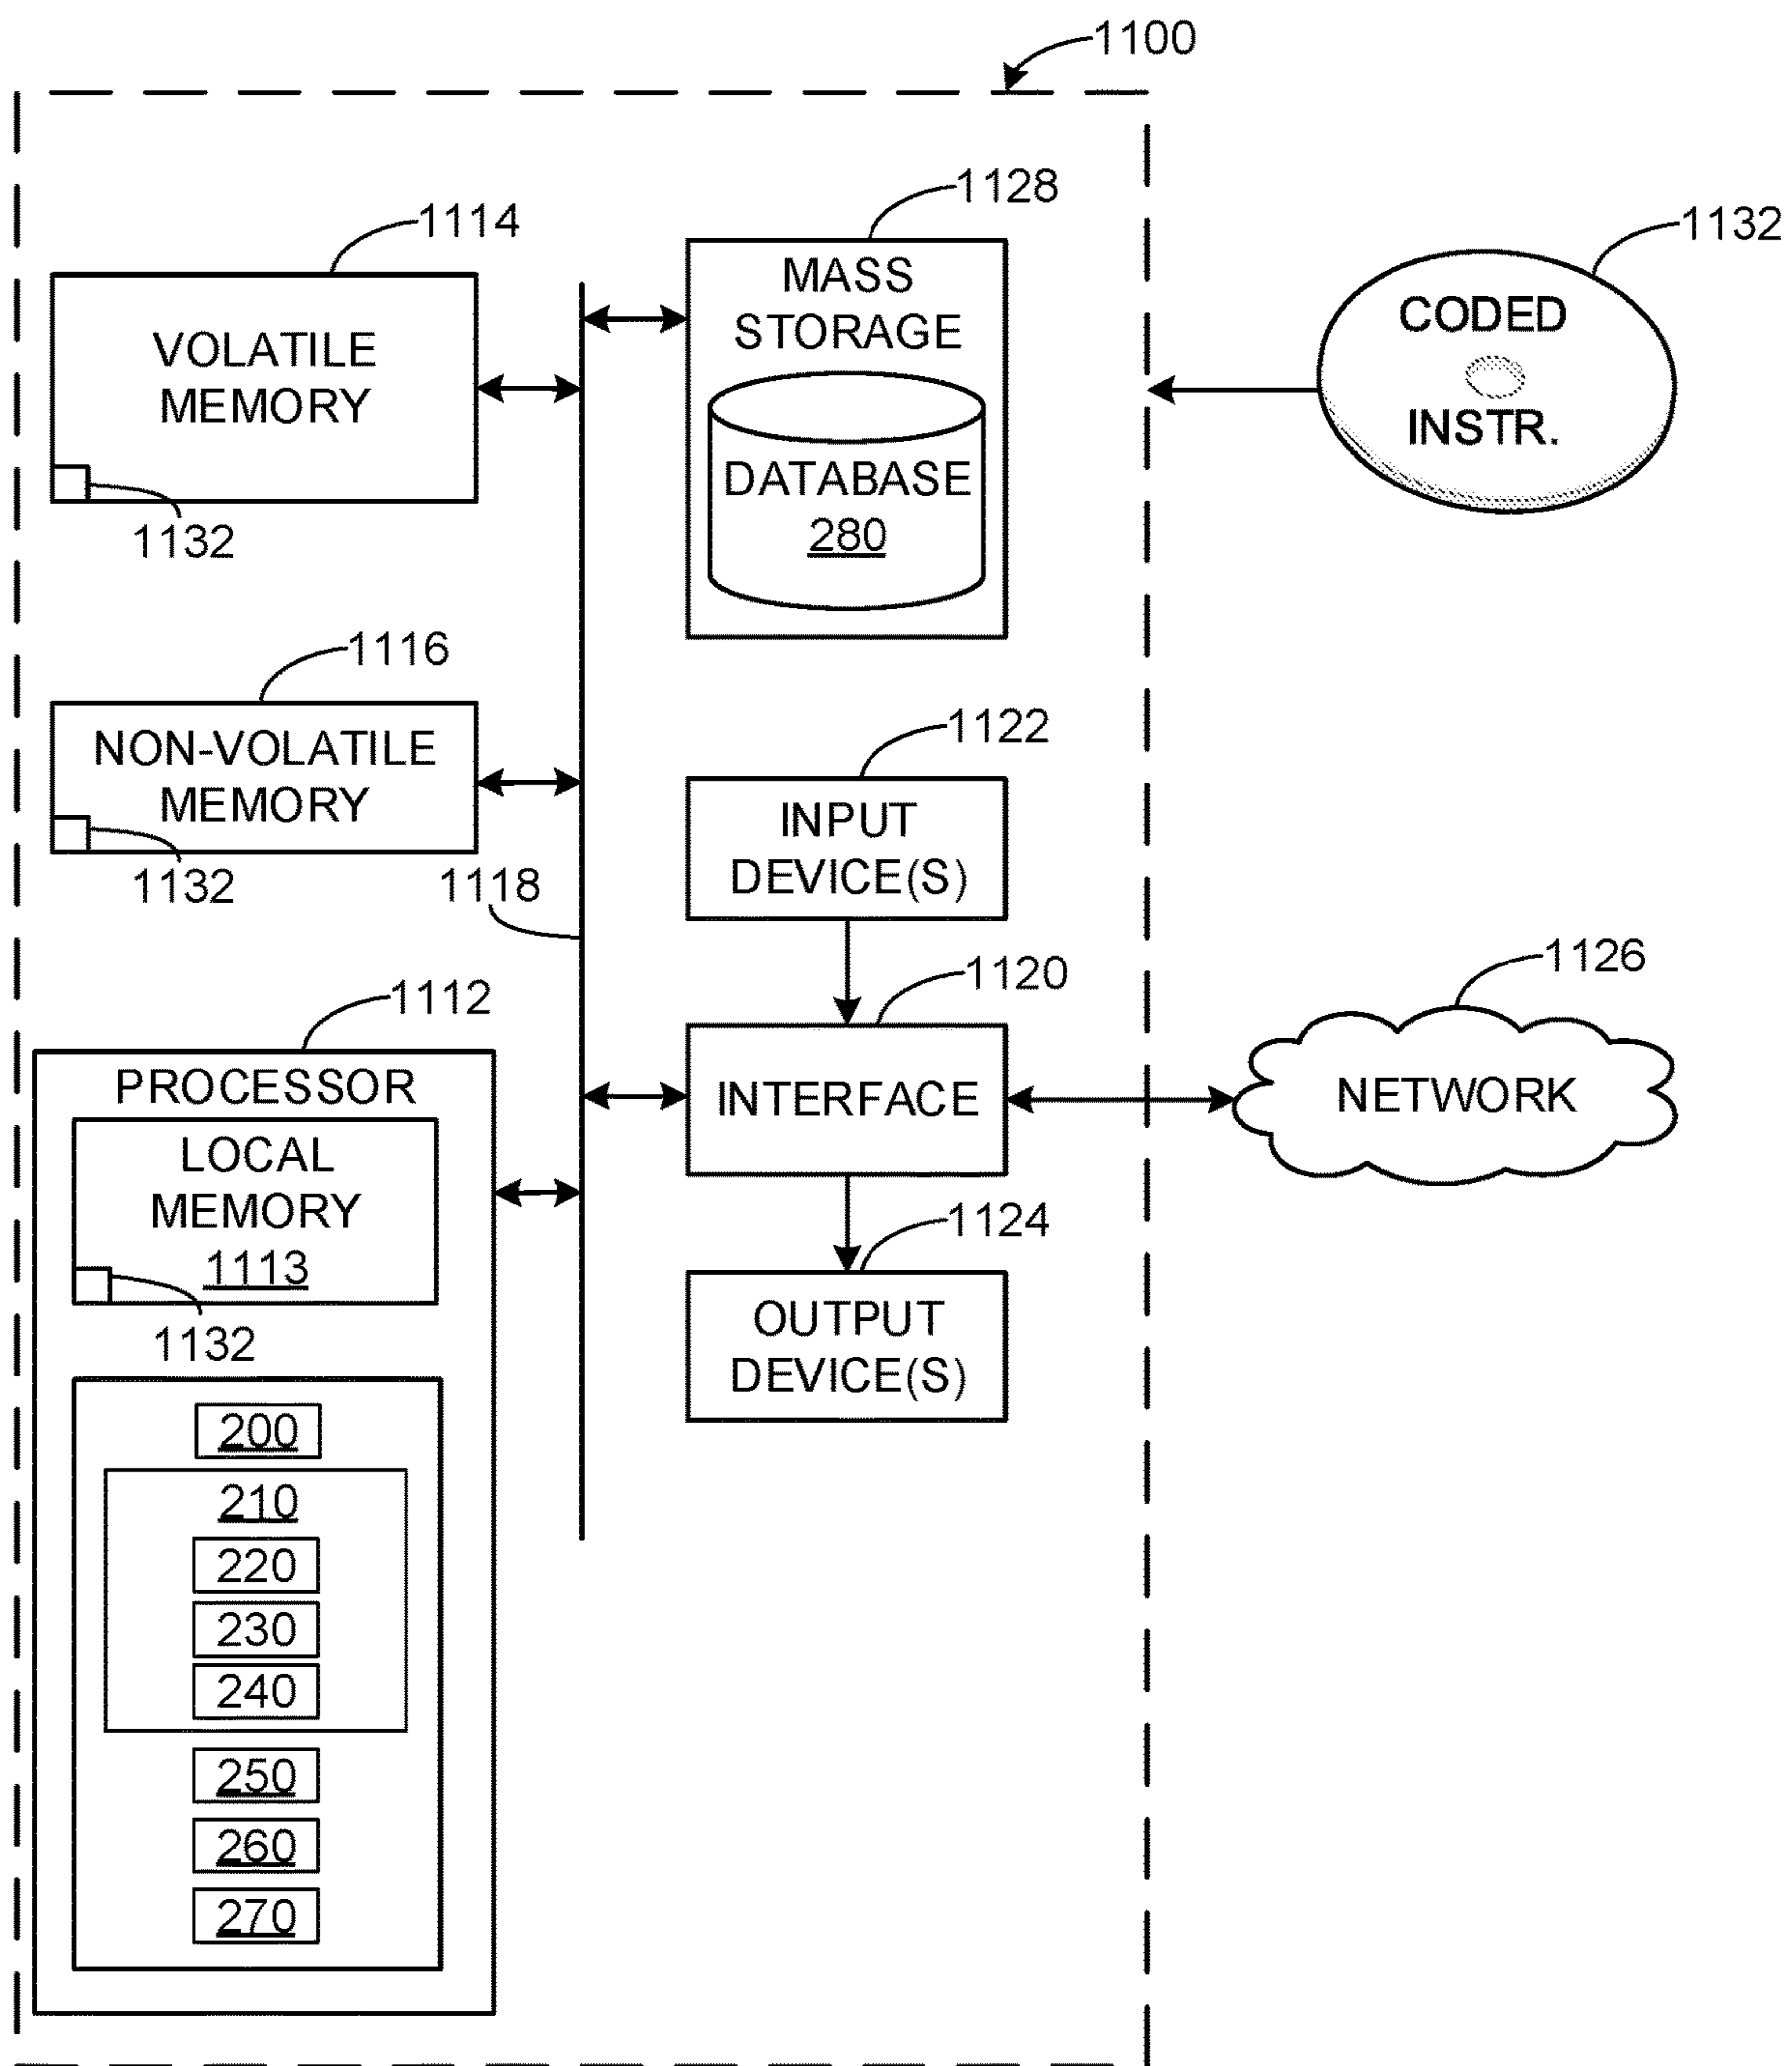 1100
1128
1114
1132
MASS
STORAGE
CODED
INSTR.
VOLATILE
MEMORY
DATABASE
280
1132
1116
1122
NON-VOLATILE
MEMORY
INPUT
DEVICE(S)
1132
1118
1120
1126
1112
PROCESSOR
INTERFACE
NETWORK
LOCAL
MEMORY
1113
1124
1132
OUTPUT
DEVICE(S)
200
210
220
230
240
250
260
270